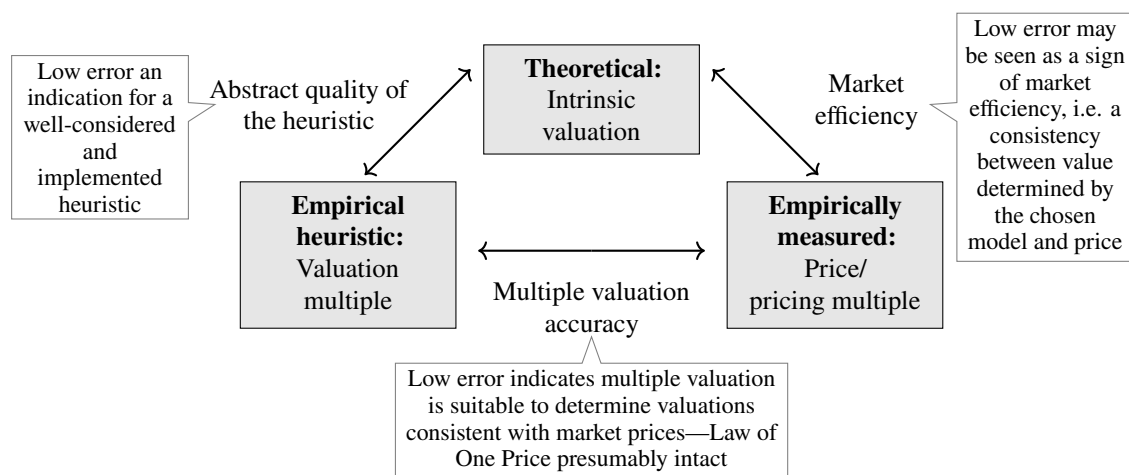 Low error an
indication for a
well-considered
and
implemented
heuristic
Abstract quality of
the heuristic
Theoretical:
Intrinsic
valuation
Market
efficiency
Low error may
be seen as a sign
of market
efficiency, i.e. a
consistency
between value
determined by
the chosen
model and price
Empirical
heuristic:
Valuation
multiple
Multiple valuation
accuracy
Empirically
measured:
Price/
pricing multiple
Low error indicates multiple valuation
is suitable to determine valuations
consistent with market prices—Law of
One Price presumably intact